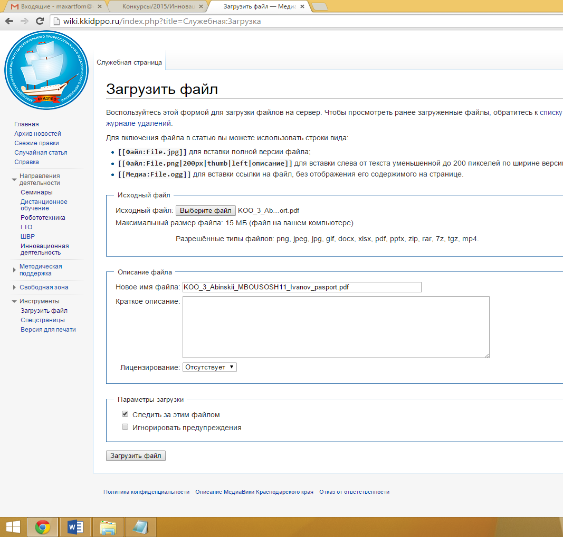 Входящие - maxartfom@
Конкурсы/2015/Иннова
Загрузить файл — Меди
wiki.kkidppo.ru/index.php?title=Служебная:Загрузка
Служебная страница
Загрузить файл
Воспользуйтесь этой формой для загрузки файлов на сервер. Чтобы просмотреть ранее загруженные файлы, обратитесь к списку
журнале удалений.
Для включения файла в статью вы можете использовать строки вида:
[[Файл:File.jpg]] для вставки полной версии файла;
[[Файл:File.png|200px|thumb|left|описание]] для вставки слева от текста уменьшенной до 200 пикселей по ширине верси
[[Медиа:File.ogg]] для вставки ссылки на файл, без отображения его содержимого на странице.
Главная
Архив новостей
Свежие правки
Случайная статья
Справка
Направления
деятельности
Семинары
Дистанционное
обучение
Робототехника
ГТО
ШВР
Инновационная
деятельность
Методическая
поддержка
Свободная зона
Инструменты
Загрузить файл
Спецстраницы
Версия для печати
Исходный файл
Исходный файл: Выберите файл KOO_3_Ab...ort.pdf
Максимальный размер файла: 15 МБ (файл на вашем компьютере)
Разрешённые типы файлов: png, jpeg, jpg, gif, docx, xlsx, pdf, pptx, zip, rar, 7z, tgz, mp4.
Описание файла
Новое имя файла: KOO_3_Abinskii_MBOUSOSH11_Ivanov_pasport.pdf
Краткое описание:
Лицензирование: Отсутствует
Параметры загрузки
Следить за этим файлом
Игнорировать предупреждения
Загрузить файл
Политика конфиденциальности Описание МедиаВики Краснодарского края Отказ от ответственности